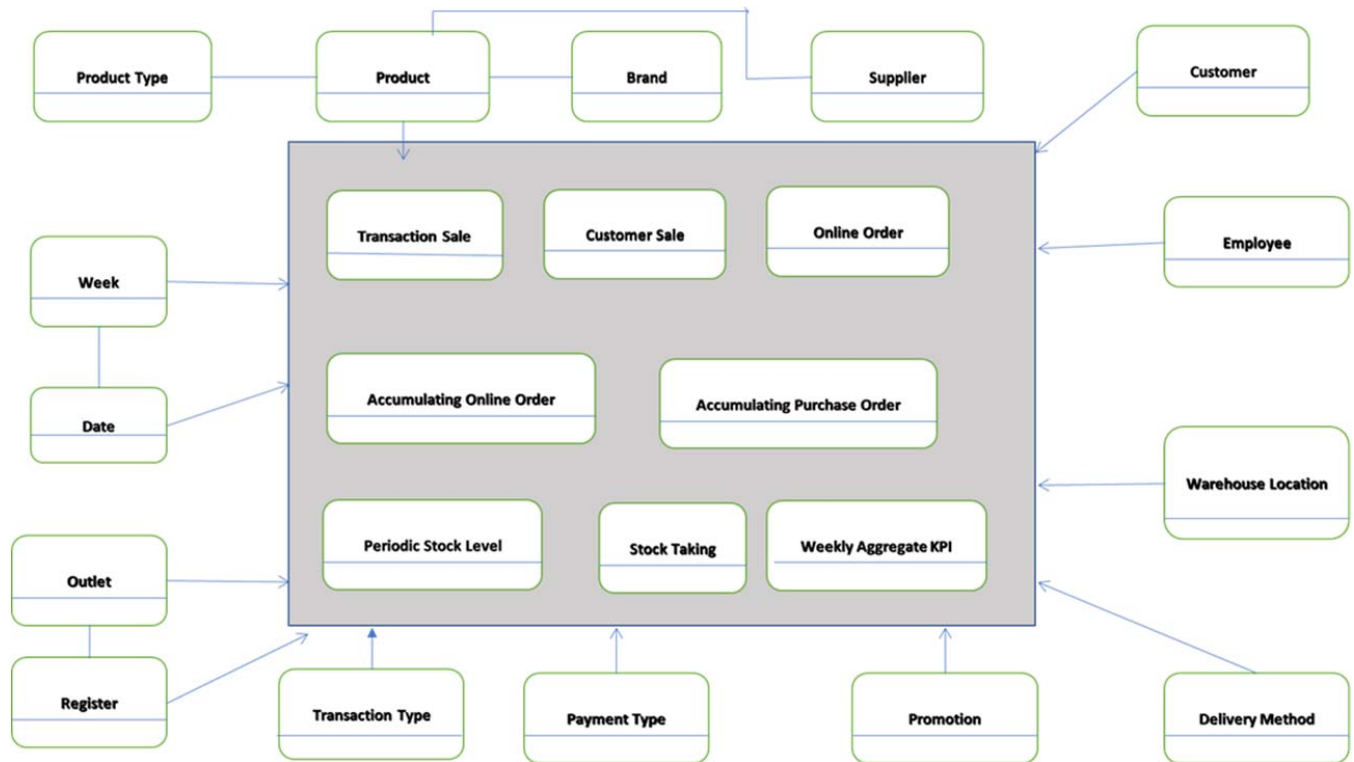 Product Type
Product
Brand
Supplier
Customer
Transaction Sale
Customer Sale
Online Order
Employee
Week
Date
Accumulating Online Order
Accumulating Purchase Order
Warehouse Location
Periodic Stock Level
Stock Taking
Weekly Aggregate KPI
Outlet
Register
Transaction Type
Payment Type
Promotion
Delivery Method